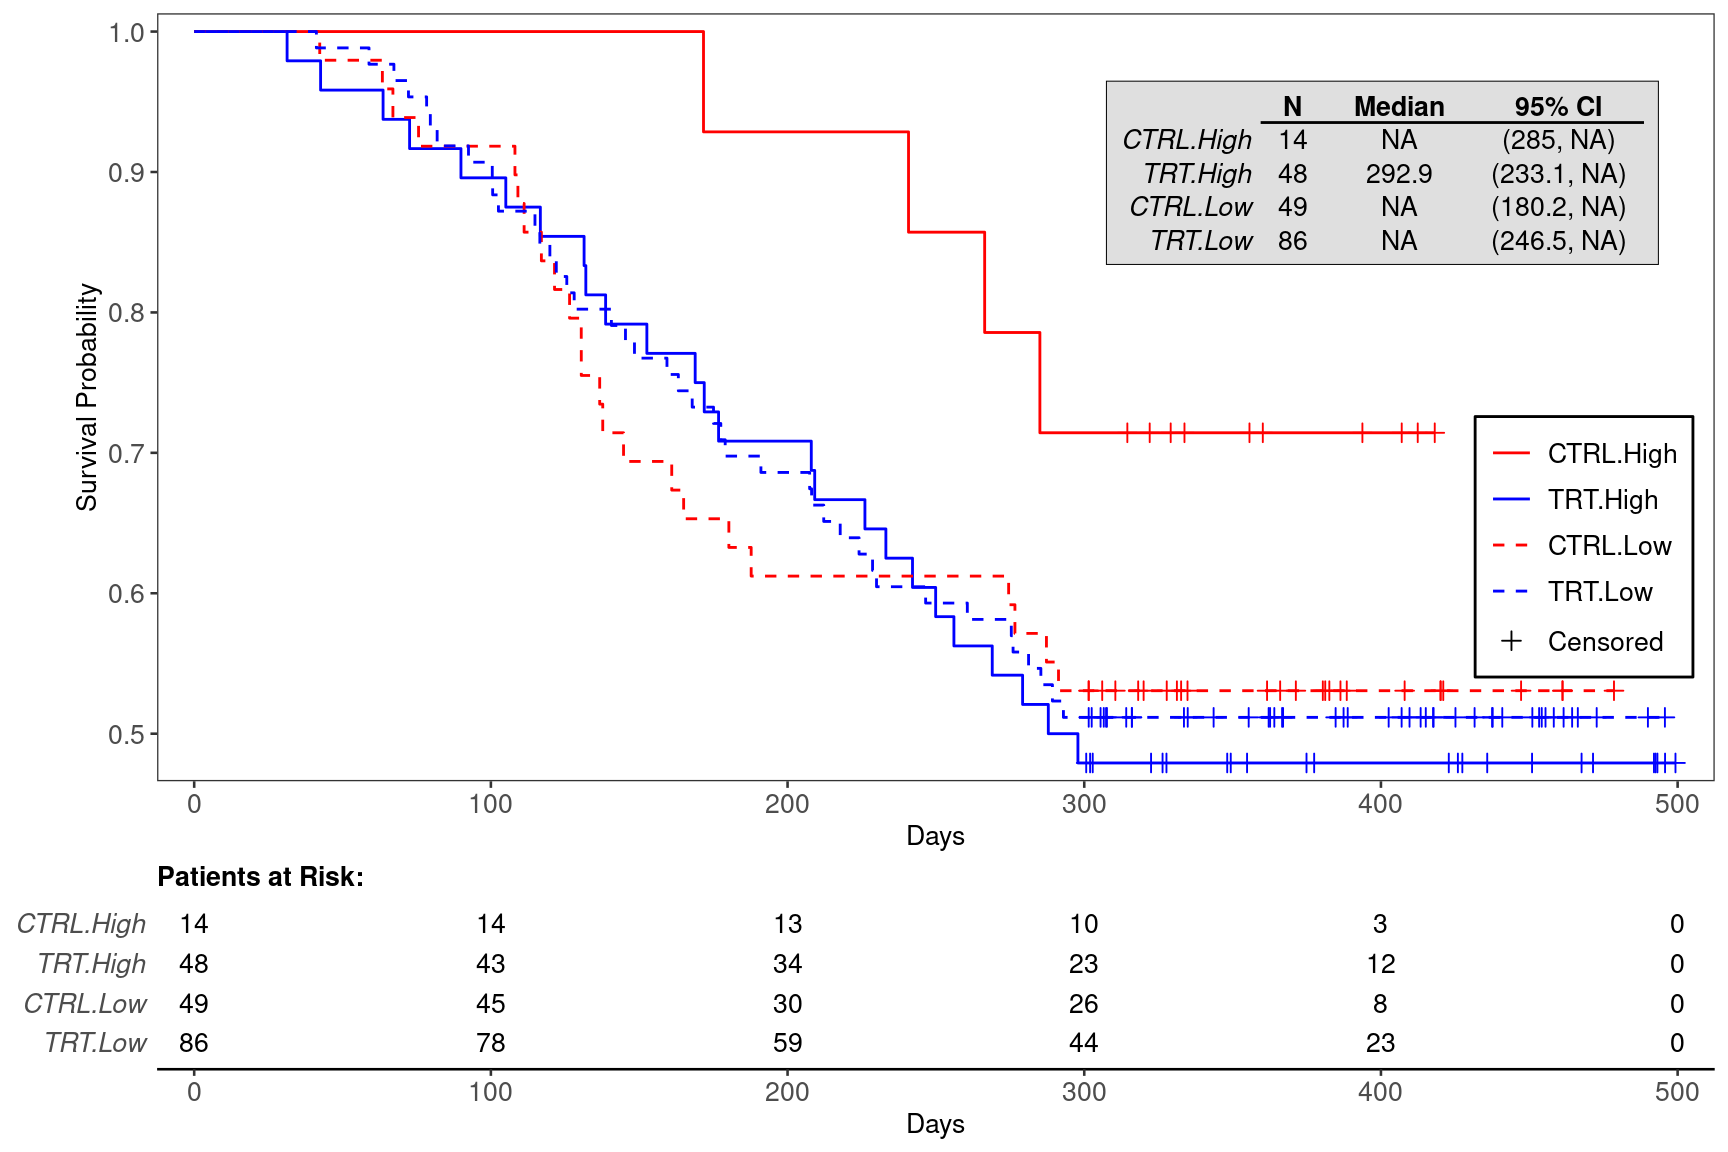 1.0
0.9
0.8
0.7
0.6
0.5
Survival Probability
N Median 95% CI
CTRL.High 14 NA (285, NA)
TRT.High 48 292.9 (233.1, NA)
CTRL.Low 49 NA (180.2, NA)
TRT.Low 86 NA (246.5, NA)
CTRL.High
TRT.High
CTRL.Low
TRT.Low
Censored
0 100 200 300 400 500
Days
Patients at Risk:
CTRL.High 14 14 13 10 3 0
TRT.High 48 43 34 23 12 0
CTRL.Low 49 45 30 26 8 0
TRT.Low 86 78 59 44 23 0
0 100 200 300 400 500
Days